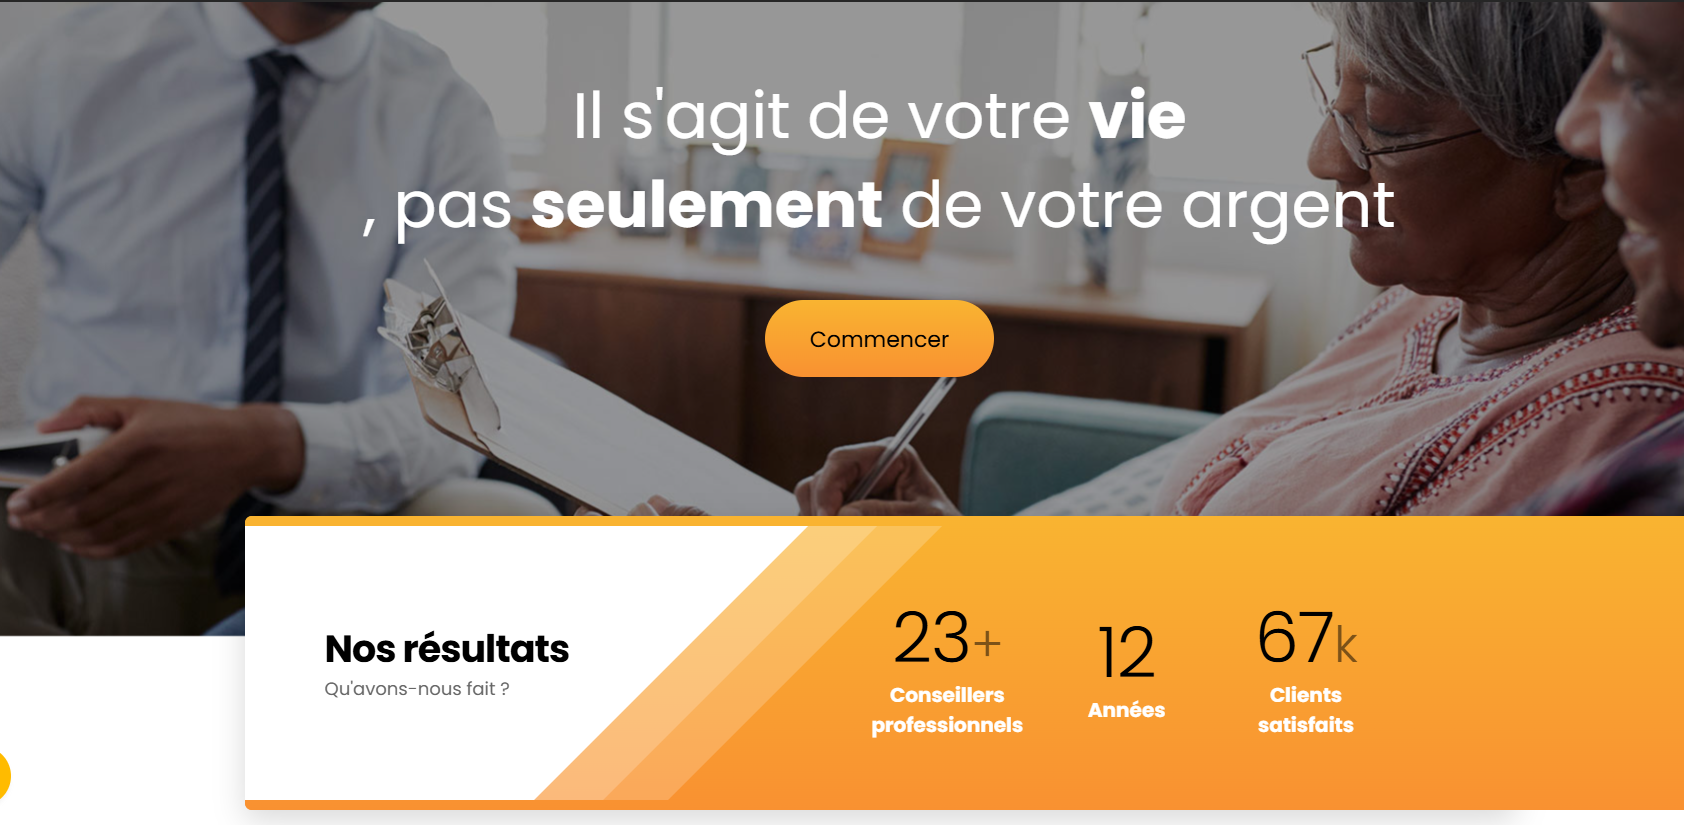 Il s'agit de votre vie
, pas seulement de votre argent
Commencer
Nos résultats
Qu'avons-nous fait ?
23+
Conseillers
professionnels
12
Années
67k
Clients
satisfaits